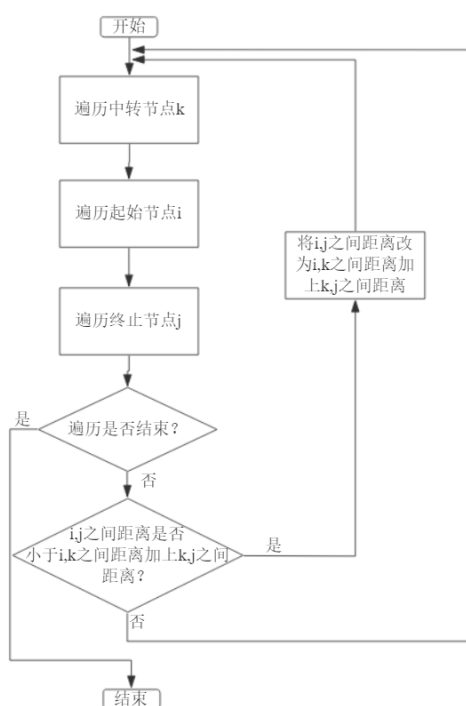 开始
遍历中转节点k
遍历起始节点i
遍历终止节点j
将i,j之间距离改
为i,k之间距离加
上k,j之间距离
是
遍历是否结束？
否
i,j之间距离是否
小于i,k之间距离加上k,j之间
距离？
是
否
结束